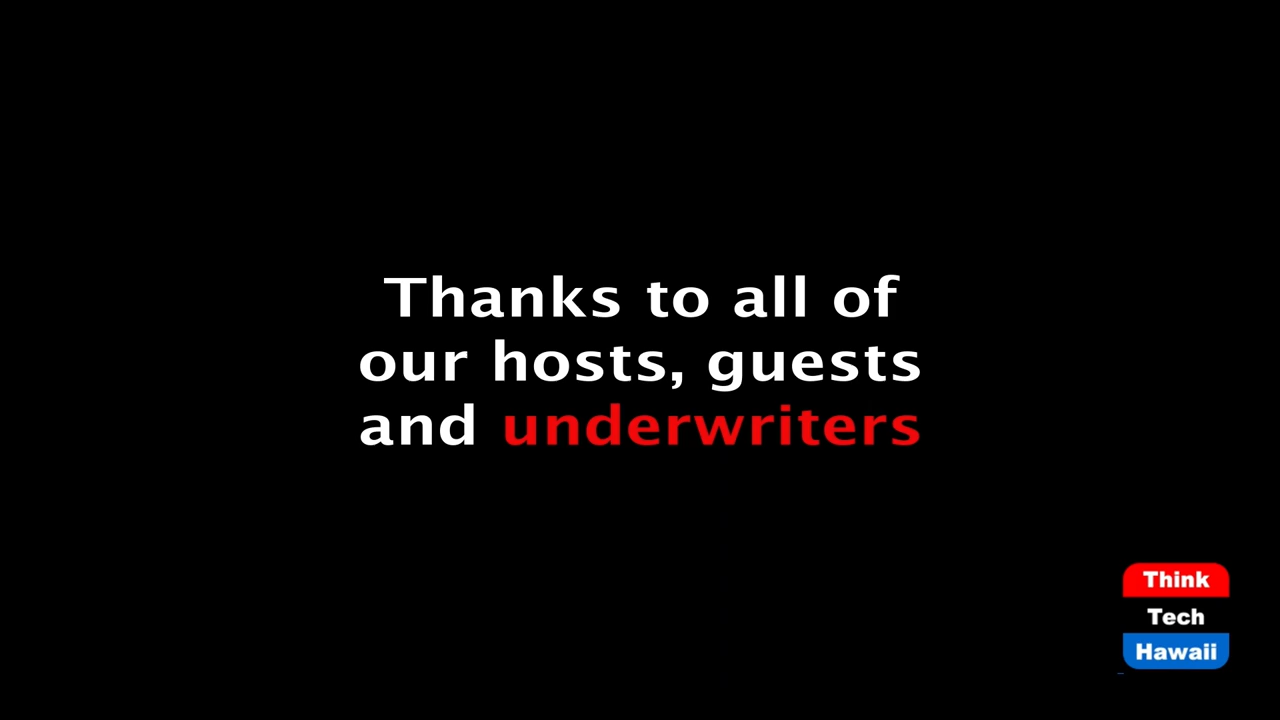 Thanks to all of
our hosts, guests
and underwriters
Think
Tech
Hawaii